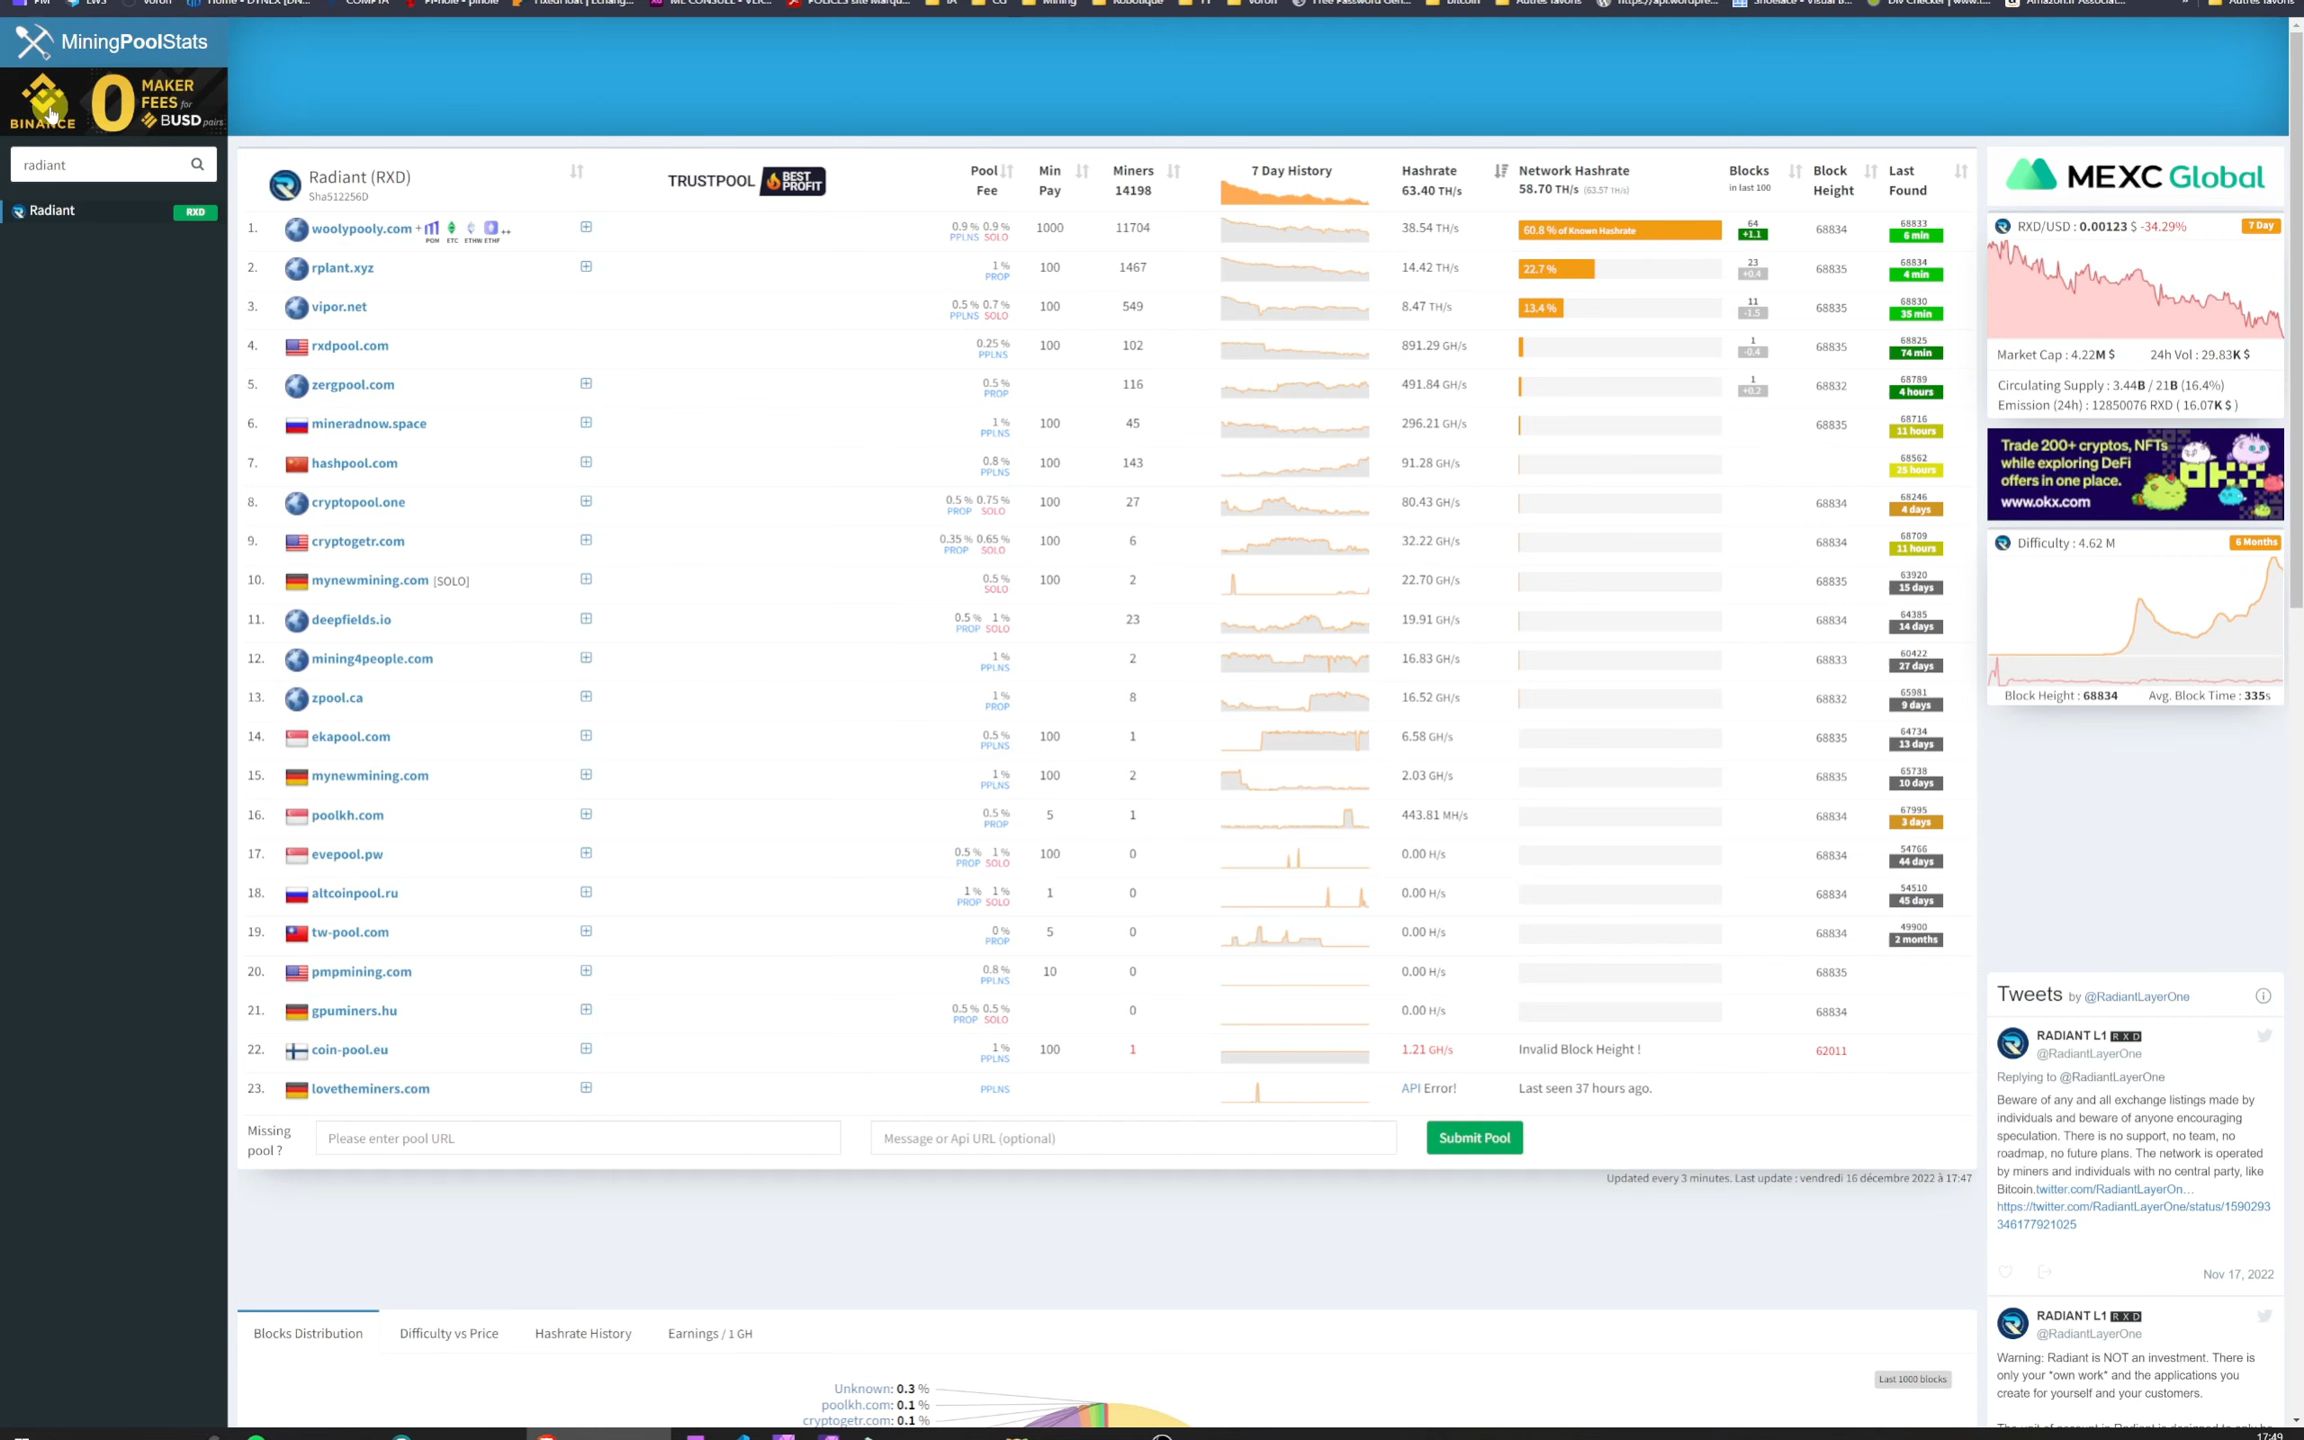 MiningPoolStats
BINANCE
0
MAKER
FEES for
BUSD pairs
radiant
Radiant RXD
Radiant (RXD)
Sha512256D
TRUSTPOOL BEST PROFIT
Pool Fee
Min Pay
Miners 14198
7 Day History
Hashrate 63.40 TH/s
Network Hashrate 58.70 TH/s (63.57 TH/s)
Blocks in last 100
Block Height
Last Found
1. woolypooly.com + POM ETC ETHW ETHF ++ 0.9 % 0.9 % PPLNS SOLO 1000 11704 38.54 TH/s 60.8 % of Known Hashrate 64 +1.1 68834 68833 6 min
2. rplant.xyz 1 % PROP 100 1467 14.42 TH/s 22.7 % 23 +0.4 68835 68834 4 min
3. vipor.net 0.5 % 0.7 % PPLNS SOLO 100 549 8.47 TH/s 13.4 % 11 -1.5 68835 68830 35 min
4. rxdpool.com 0.25 % PPLNS 100 102 891.29 GH/s 1 -0.4 68835 68825 74 min
5. zergpool.com 0.5 % PROP 116 491.84 GH/s 1 +0.2 68832 68789 4 hours
6. mineradnow.space 1 % PPLNS 100 45 296.21 GH/s 68835 68716 11 hours
7. hashpool.com 0.8 % PPLNS 100 143 91.28 GH/s 68562 25 hours
8. cryptopool.one 0.5 % 0.75 % PROP SOLO 100 27 80.43 GH/s 68834 68246 4 days
9. cryptogetr.com 0.35 % 0.65 % PROP SOLO 100 6 32.22 GH/s 68834 68709 11 hours
10. mynewmining.com [SOLO] 0.5 % SOLO 100 2 22.70 GH/s 68835 63920 15 days
11. deepfields.io 0.5 % 1 % PROP SOLO 23 19.91 GH/s 68834 64385 14 days
12. mining4people.com 1 % PPLNS 2 16.83 GH/s 68833 60422 27 days
13. zpool.ca 1 % PROP 8 16.52 GH/s 68832 65981 9 days
14. ekapool.com 0.5 % PPLNS 100 1 6.58 GH/s 68835 64734 13 days
15. mynewmining.com 1 % PPLNS 100 2 2.03 GH/s 68835 65738 10 days
16. poolkh.com 0.5 % PROP 5 1 443.81 MH/s 68834 67995 3 days
17. evepool.pw 0.5 % 1 % PROP SOLO 100 0 0.00 H/s 68834 54766 44 days
18. altcoinpool.ru 1 % 1 % PROP SOLO 1 0 0.00 H/s 68834 54510 45 days
19. tw-pool.com 0 % PROP 5 0 0.00 H/s 68834 49900 2 months
20. pmpmining.com 0.8 % PPLNS 10 0 0.00 H/s 68835
21. gpuminers.hu 0.5 % 0.5 % PROP SOLO 0 0.00 H/s 68834
22. coin-pool.eu 1 % PPLNS 100 1 1.21 GH/s Invalid Block Height ! 62011
23. lovetheminers.com PPLNS API Error! Last seen 37 hours ago.
Missing pool ? Please enter pool URL Message or Api URL (optional) Submit Pool
Updated every 3 minutes. Last update : vendredi 16 décembre 2022 à 17:47
Blocks Distribution Difficulty vs Price Hashrate History Earnings / 1 GH
Last 1000 blocks
Unknown: 0.3 %
poolkh.com: 0.1 %
cryptogetr.com: 0.1 %
MEXC Global
RXD/USD : 0.00123 $ -34.29% 7 Day
Market Cap : 4.22M $ 24h Vol : 29.83K $
Circulating Supply : 3.44B / 21B (16.4%)
Emission (24h) : 12850076 RXD ( 16.07K $ )
Trade 200+ cryptos, NFTs
while exploring DeFi
offers in one place.
www.okx.com
Difficulty : 4.62 M 6 Months
Block Height : 68834 Avg. Block Time : 335s
Tweets by @RadiantLayerOne
RADIANT L1 RXD
@RadiantLayerOne
Replying to @RadiantLayerOne
Beware of any and all exchange listings made by
individuals and beware of anyone encouraging
speculation. There is no support, no team, no
roadmap, no future plans. The network is operated
by miners and individuals with no central party, like
Bitcoin.twitter.com/RadiantLayerOn…
https://twitter.com/RadiantLayerOne/status/1590293
346177921025
Nov 17, 2022
RADIANT L1 RXD
@RadiantLayerOne
Warning: Radiant is NOT an investment. There is
only your *own work* and the applications you
create for yourself and your customers.
17:49